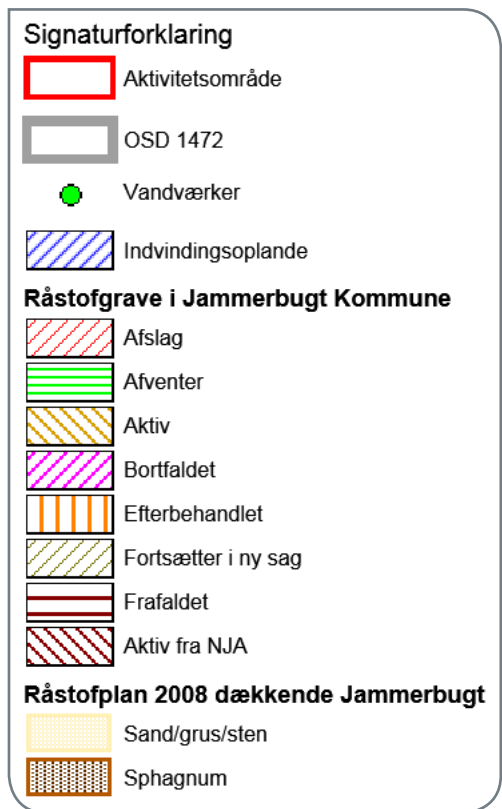 Signaturforklaring
Aktivitetsområde
OSD 1472
Vandværker
Indvindingsoplande
Råstofgrave i Jammerbugt Kommune
Afslag
Afventer
Aktiv
Bortfaldet
Efterbehandlet
Fortsætter i ny sag
Frafaldet
Aktiv fra NJA
Råstofplan 2008 dækkende Jammerbugt
Sand/grus/sten
Sphagnum